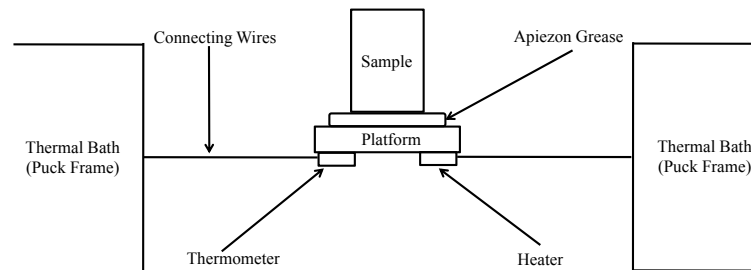 Connecting Wires
Apiezon Grease
Sample
Platform
Thermal Bath
(Puck Frame)
Thermal Bath
(Puck Frame)
Thermometer
Heater